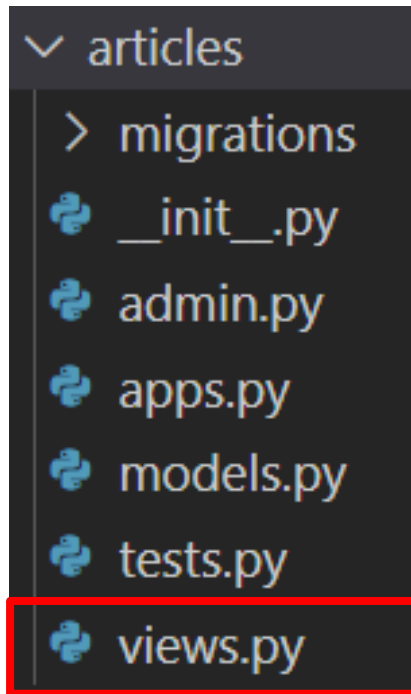 articles
migrations
__init__.py
admin.py
apps.py
models.py
tests.py
views.py